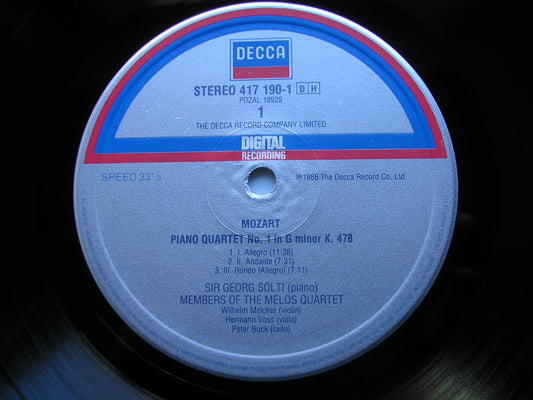 DECCA
STEREO 417 190-1 DH
PDZAL 18929
1
THE DECCA RECORD COMPANY LIMITED
DIGITAL
RECORDING
SPEED 33⅓
℗1986 The Decca Record Co. Ltd.
MOZART
PIANO QUARTET No. 1 in G minor K. 478
1. I. Allegro (11.38)
2. II. Andante (7.31)
3. III. Rondo (Allegro) (7.11)
SIR GEORG SOLTI (piano)
MEMBERS OF THE MELOS QUARTET
Wilhelm Melcher (violin)
Hermann Voss (viola)
Peter Buck (cello)